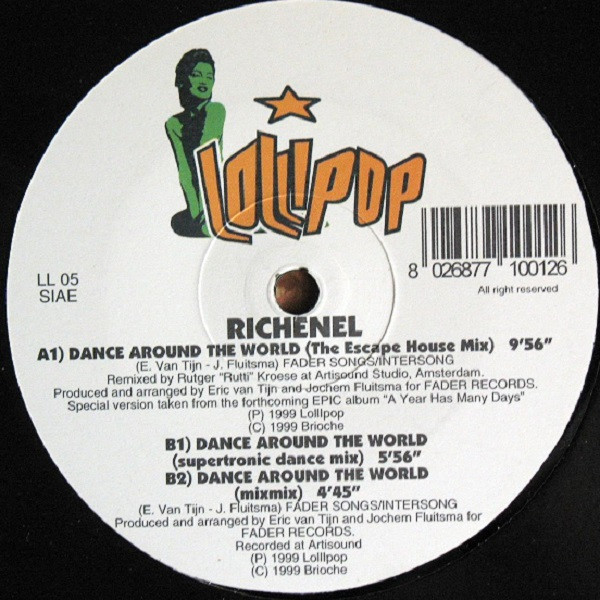 LOLLIPOP
8 026877 100126
All right reserved
LL 05
SIAE
RICHENEL
A1) DANCE AROUND THE WORLD (The Escape House Mix) 9'56"
(E. Van Tijn - J. Fluitsma) FADER SONGS/INTERSONG
Remixed by Rutger "Rutti" Kroese at Artisound Studio, Amsterdam.
Produced and arranged by Eric van Tijn and Jochem Fluitsma for FADER RECORDS.
Special version taken from the forthcoming EPIC album "A Year Has Many Days"
(P) 1999 Lollipop
(C) 1999 Brioche
B1) DANCE AROUND THE WORLD
(supertronic dance mix) 5'56"
B2) DANCE AROUND THE WORLD
(mixmix) 4'45"
(E. Van Tijn - J. Fluitsma) FADER SONGS/INTERSONG
Produced and arranged by Eric van Tijn and Jochem Fluitsma for
FADER RECORDS.
Recorded at Artisound
(P) 1999 Lollipop
(C) 1999 Brioche